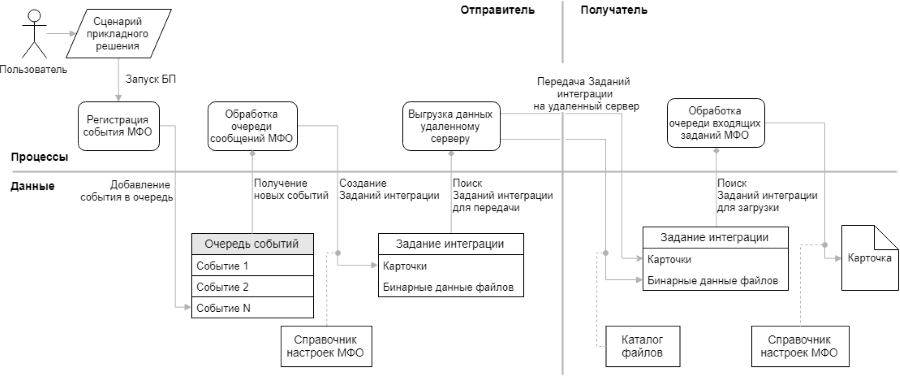 Отправитель
Получатель
Сценарий
прикладного
решения
Пользователь
Запуск БП
Регистрация
события МФО
Обработка
очереди
сообщений МФО
Выгрузка данных
удаленному
серверу
Передача Заданий
интеграции
на удаленный сервер
Обработка
очереди входящих
заданий МФО
Процессы
Данные
Добавление
события в очередь
Получение
новых событий
Создание
Заданий интеграции
Поиск
Заданий интеграции
для передачи
Поиск
Заданий интеграции
для загрузки
Очередь событий
Событие 1
Событие 2
Событие N
Задание интеграции
Карточки
Бинарные данные файлов
Задание интеграции
Карточки
Бинарные данные файлов
Карточка
Справочник
настроек МФО
Каталог
файлов
Справочник
настроек МФО